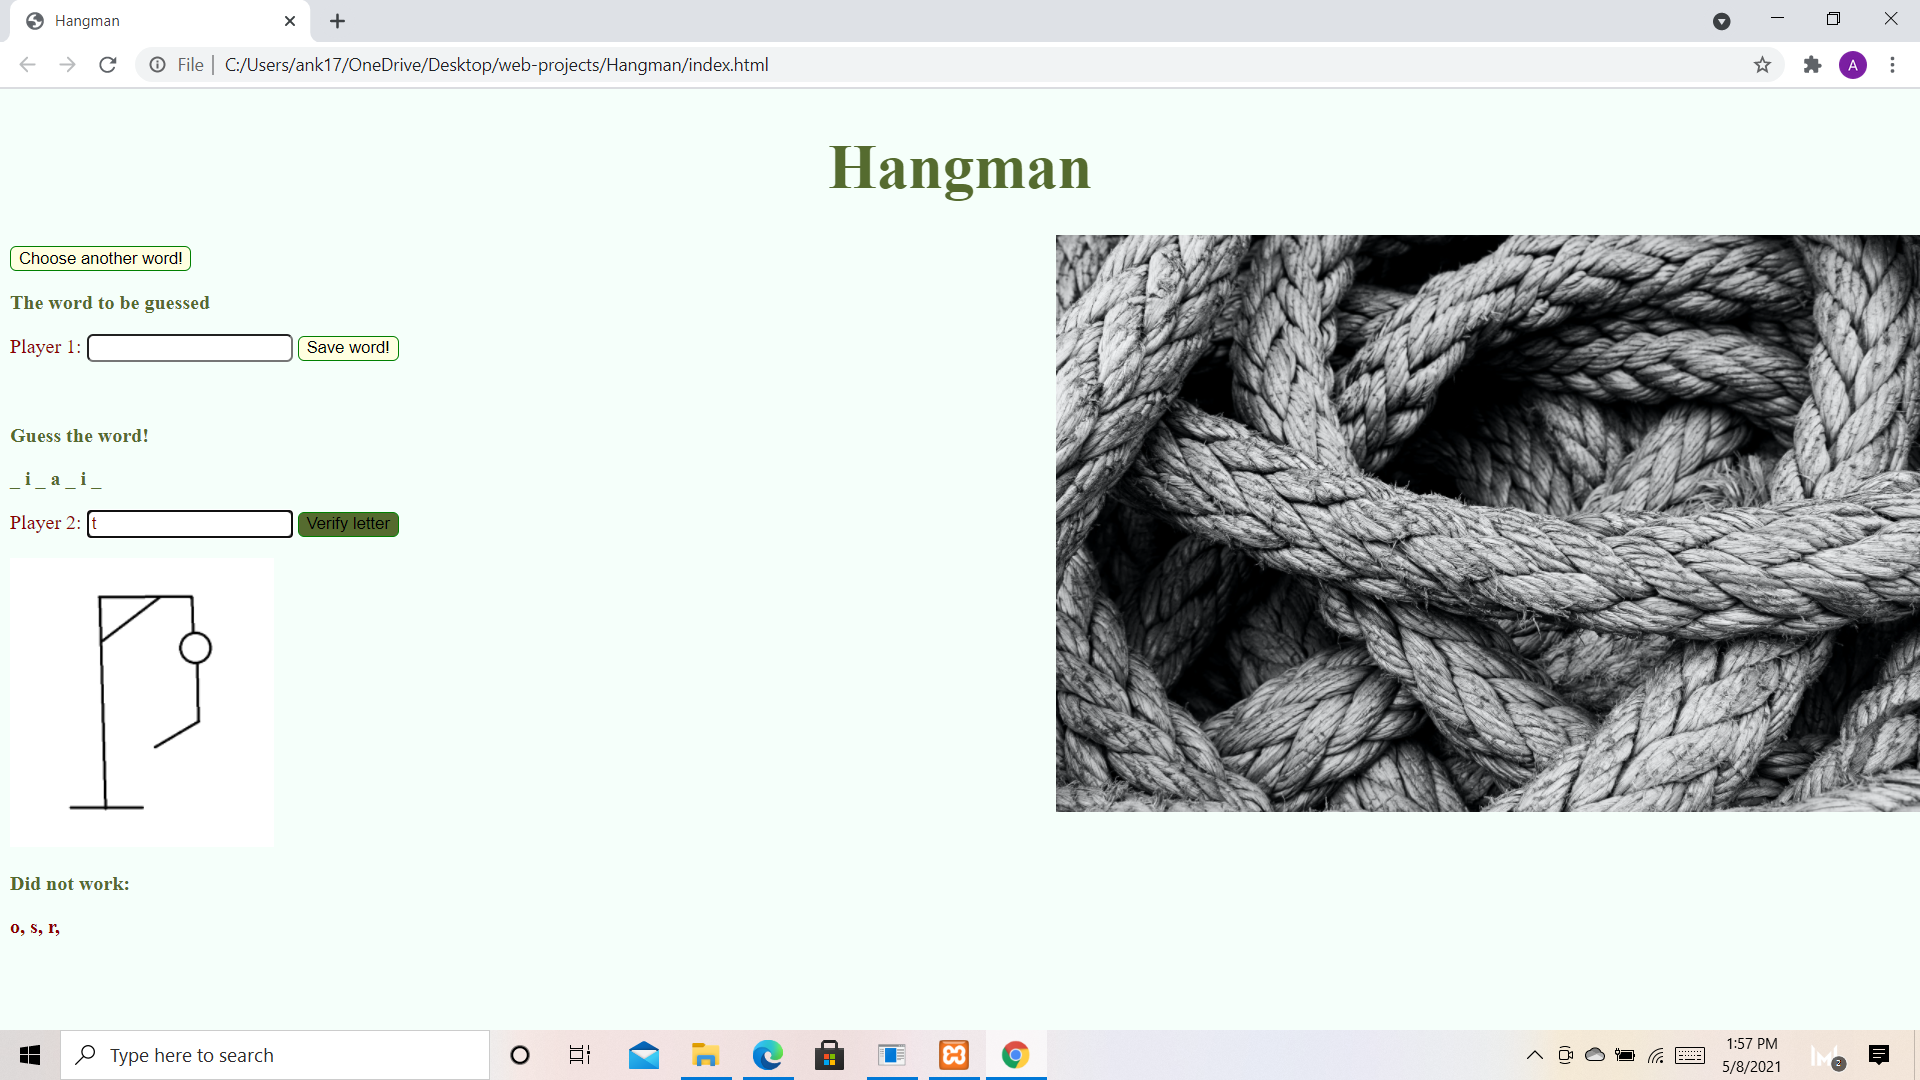 Hangman
File
C:/Users/ank17/OneDrive/Desktop/web-projects/Hangman/index.html
A
Hangman
Choose another word!
The word to be guessed
Player 1:
Save word!
Guess the word!
_ i _ a _ i _
Player 2: t
Verify letter
Did not work:
o, s, r,
Type here to search
1:57 PM
5/8/2021
2